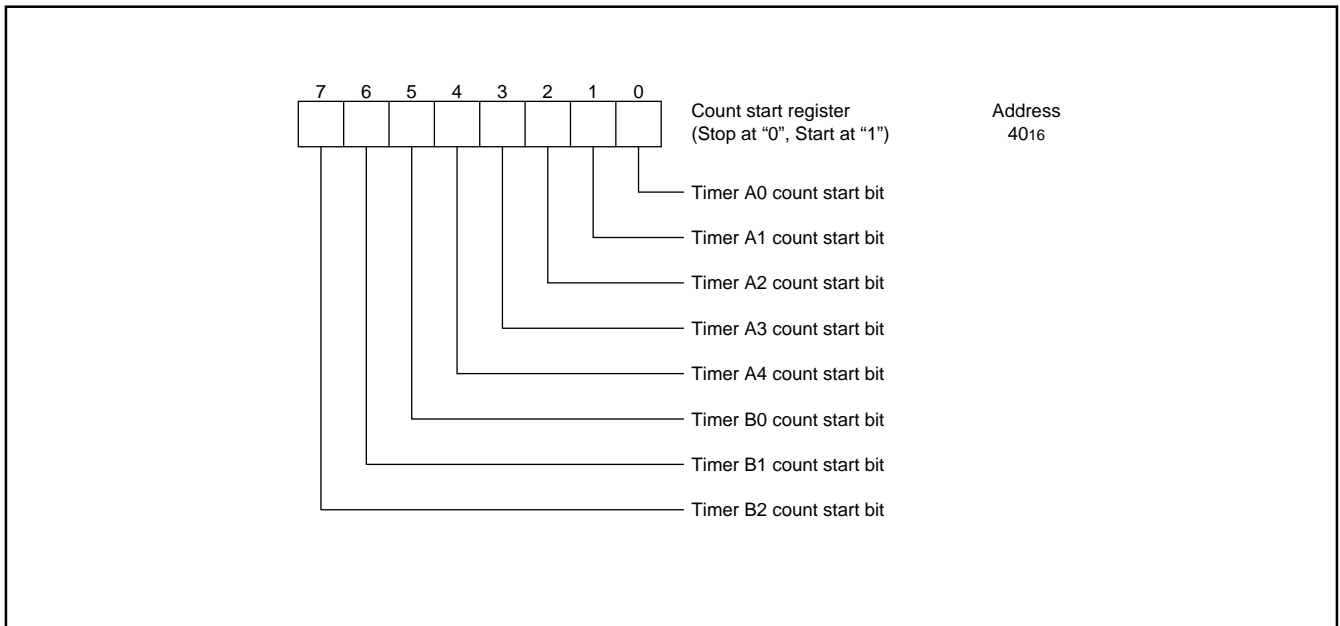 7 6 5 4 3 2 1 0
Count start register Address
(Stop at “0”, Start at “1”) 4016
Timer A0 count start bit
Timer A1 count start bit
Timer A2 count start bit
Timer A3 count start bit
Timer A4 count start bit
Timer B0 count start bit
Timer B1 count start bit
Timer B2 count start bit